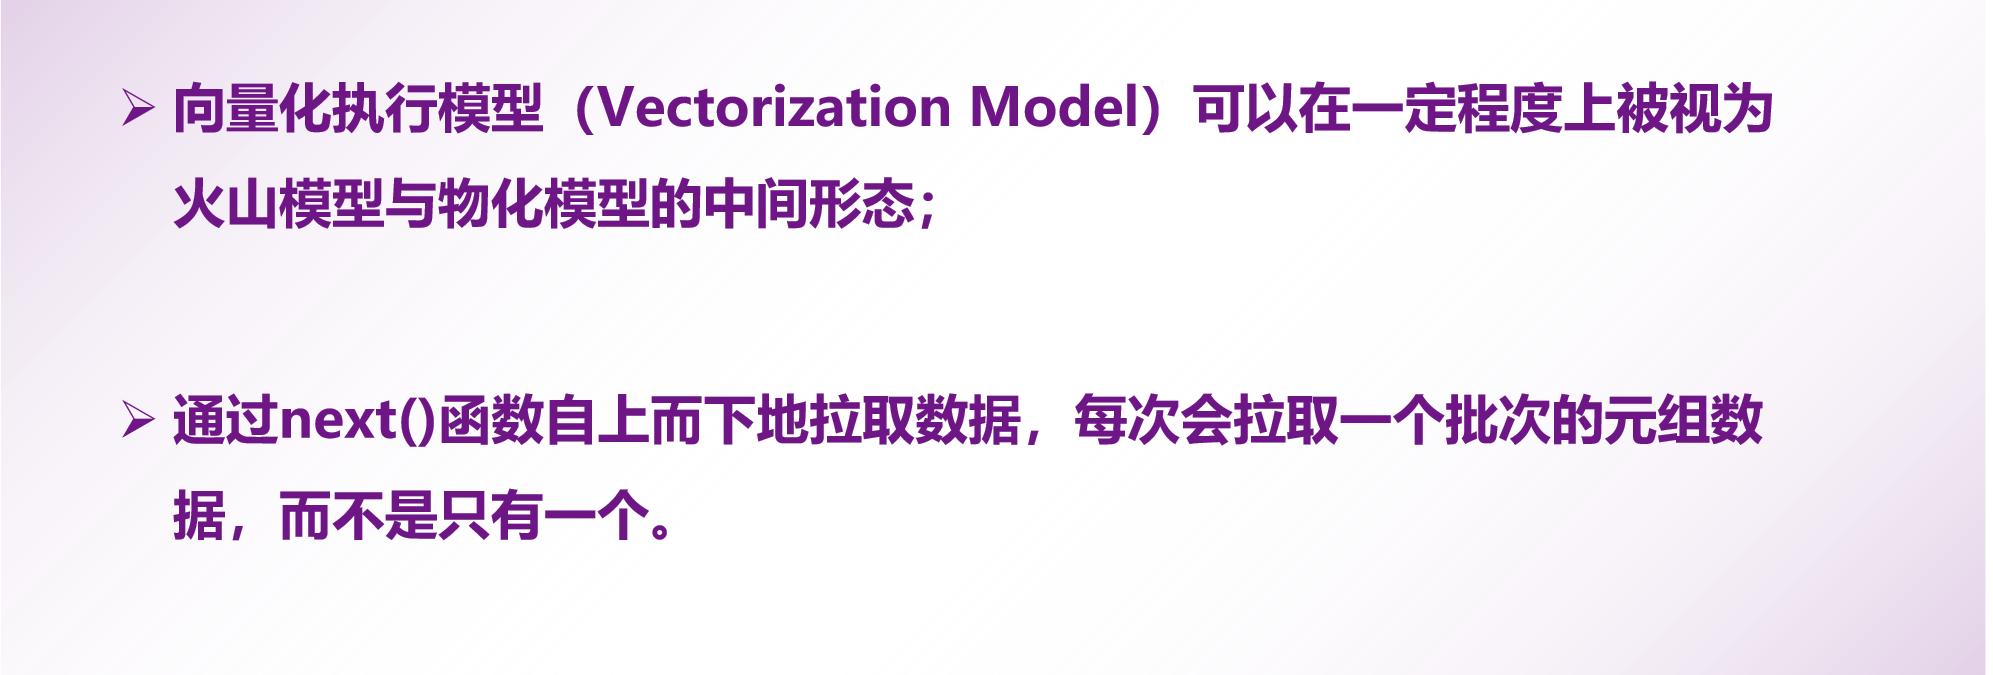 ➢ 向量化执行模型（Vectorization Model）可以在一定程度上被视为
火山模型与物化模型的中间形态；
➢ 通过next()函数自上而下地拉取数据，每次会拉取一个批次的元组数
据，而不是只有一个。